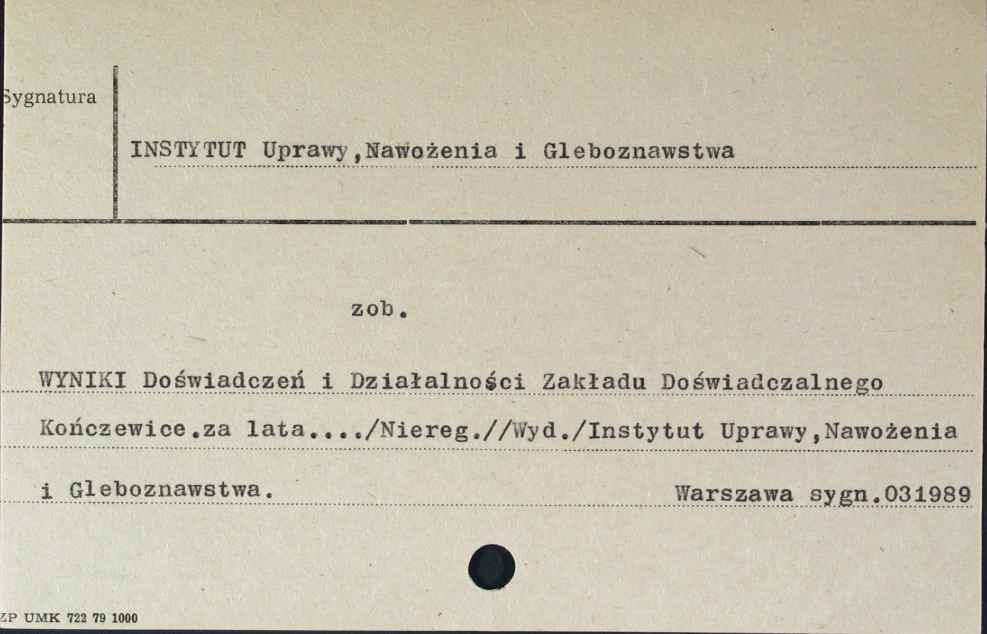 Sygnatura
INSTYTUT Uprawy,Nawożenia i Gleboznawstwa
zob.
WYNIKI Doświadczeń i Działalności Zakładu Doświadczalnego
Kończewice.za lata..../Niereg.//Wyd./Instytut Uprawy,Nawożenia
i Gleboznawstwa. Warszawa sygn.031989
ZP UMK 722 79 1000